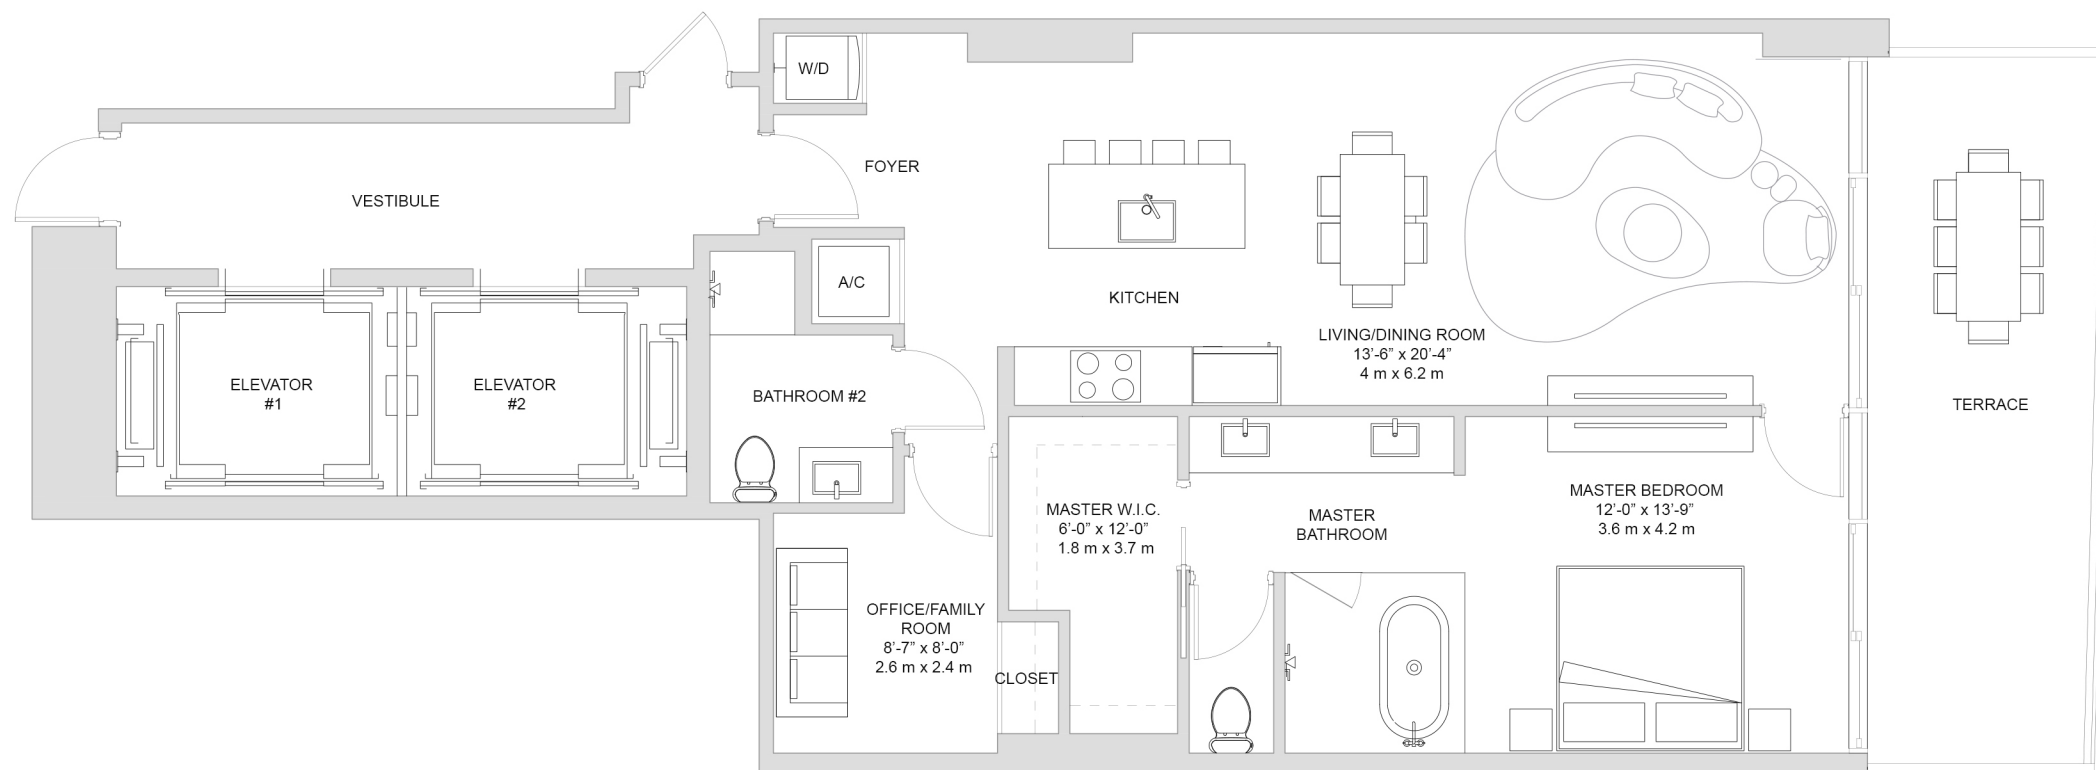 W/D
FOYER
VESTIBULE
A/C
KITCHEN
LIVING/DINING ROOM
13'-6” x 20'-4”
4 m x 6.2 m
ELEVATOR
#1
ELEVATOR
#2
BATHROOM #2
TERRACE
MASTER W.I.C.
6'-0” x 12'-0”
1.8 m x 3.7 m
MASTER
BATHROOM
MASTER BEDROOM
12'-0” x 13'-9”
3.6 m x 4.2 m
OFFICE/FAMILY
ROOM
8'-7” x 8'-0”
2.6 m x 2.4 m
CLOSET